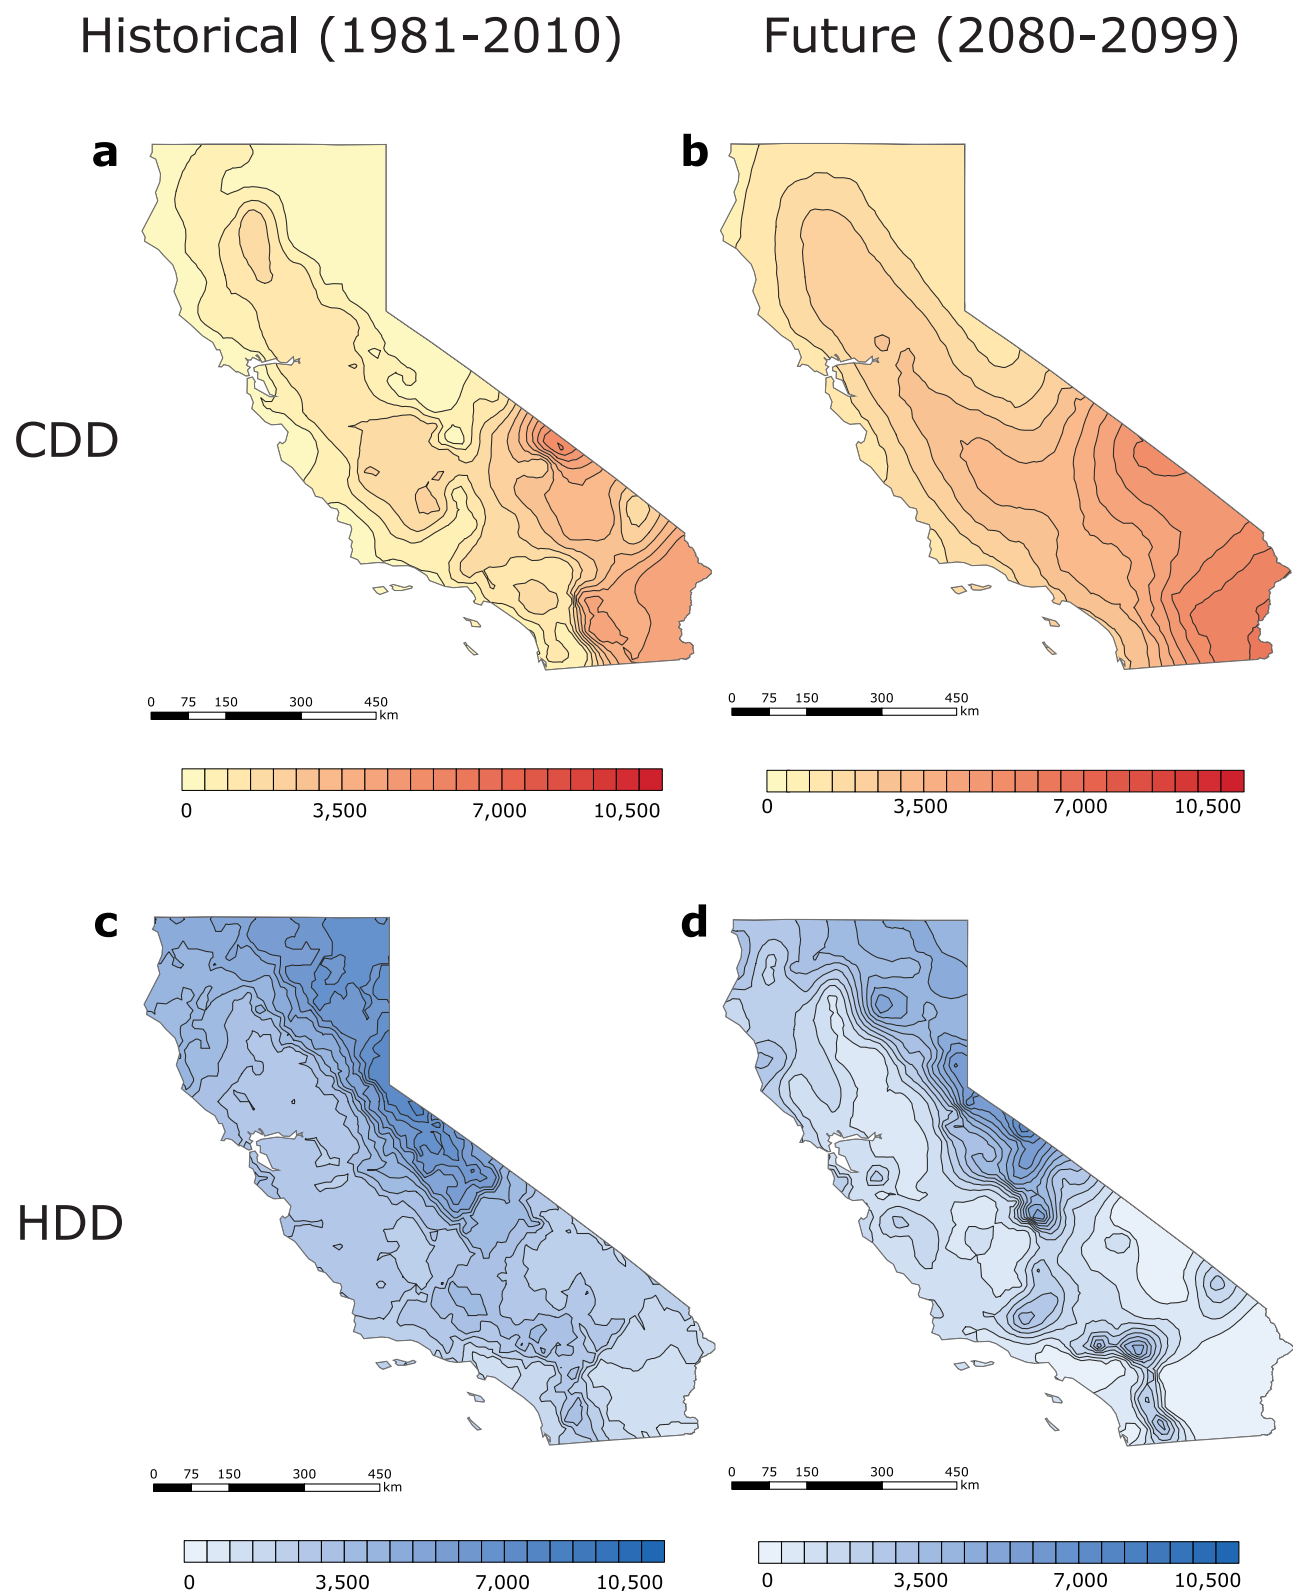 Historical (1981-2010) Future (2080-2099)
a b
CDD
0 75 150 300 450 km 0 75 150 300 450 km
0 3,500 7,000 10,500 0 3,500 7,000 10,500
c d
HDD
0 75 150 300 450 km 0 75 150 300 450 km
0 3,500 7,000 10,500 0 3,500 7,000 10,500